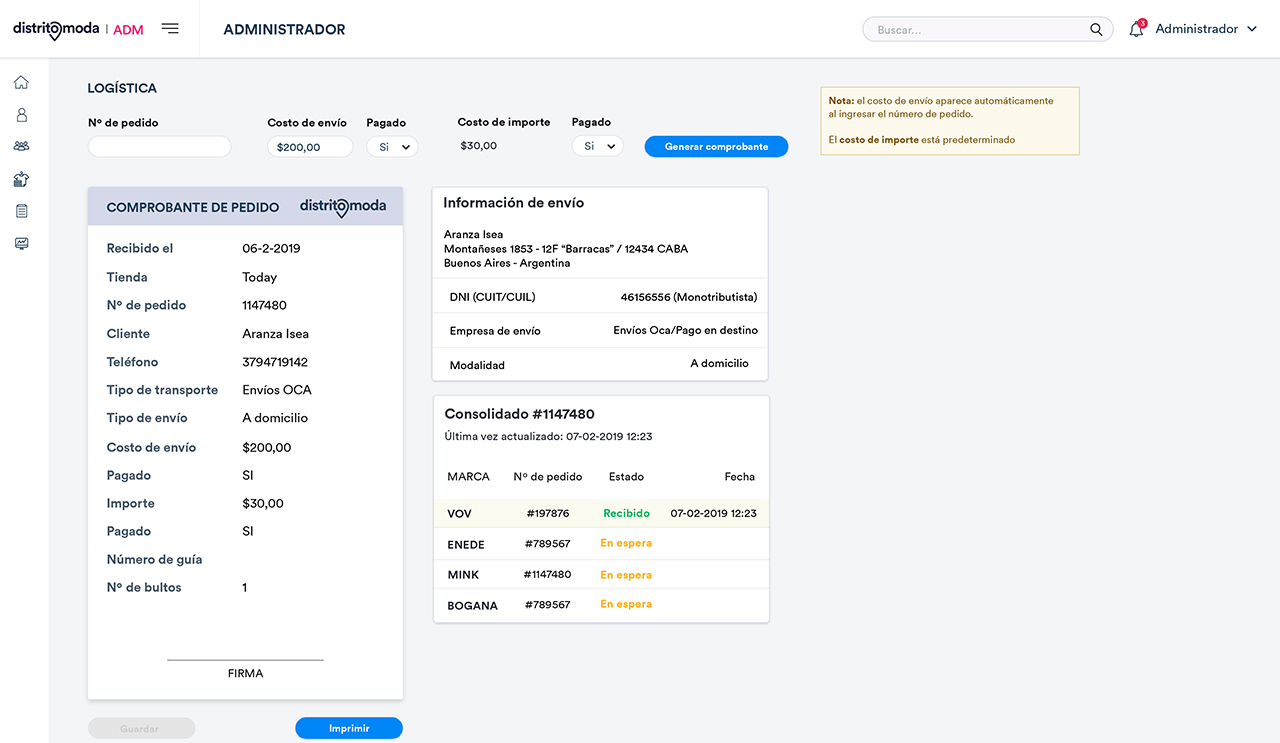 distritomoda | ADM
ADMINISTRADOR
Buscar...
3
Administrador
LOGÍSTICA
Nº de pedido
Costo de envío
Pagado
Costo de importe
Pagado
$200,00
Si
$30,00
Si
Generar comprobante
Nota: el costo de envío aparece automáticamente
al ingresar el número de pedido.
El costo de importe está predeterminado
COMPROBANTE DE PEDIDO distritomoda
Recibido el 06-2-2019
Tienda Today
Nº de pedido 1147480
Cliente Aranza Isea
Teléfono 3794719142
Tipo de transporte Envíos OCA
Tipo de envío A domicilio
Costo de envío $200,00
Pagado SI
Importe $30,00
Pagado SI
Número de guía
Nº de bultos 1
FIRMA
Guardar
Imprimir
Información de envío
Aranza Isea
Montañeses 1853 - 12F “Barracas” / 12434 CABA
Buenos Aires - Argentina
DNI (CUIT/CUIL) 46156556 (Monotributista)
Empresa de envío Envíos Oca/Pago en destino
Modalidad A domicilio
Consolidado #1147480
Última vez actualizado: 07-02-2019 12:23
MARCA Nº de pedido Estado Fecha
VOV #197876 Recibido 07-02-2019 12:23
ENEDE #789567 En espera
MINK #1147480 En espera
BOGANA #789567 En espera